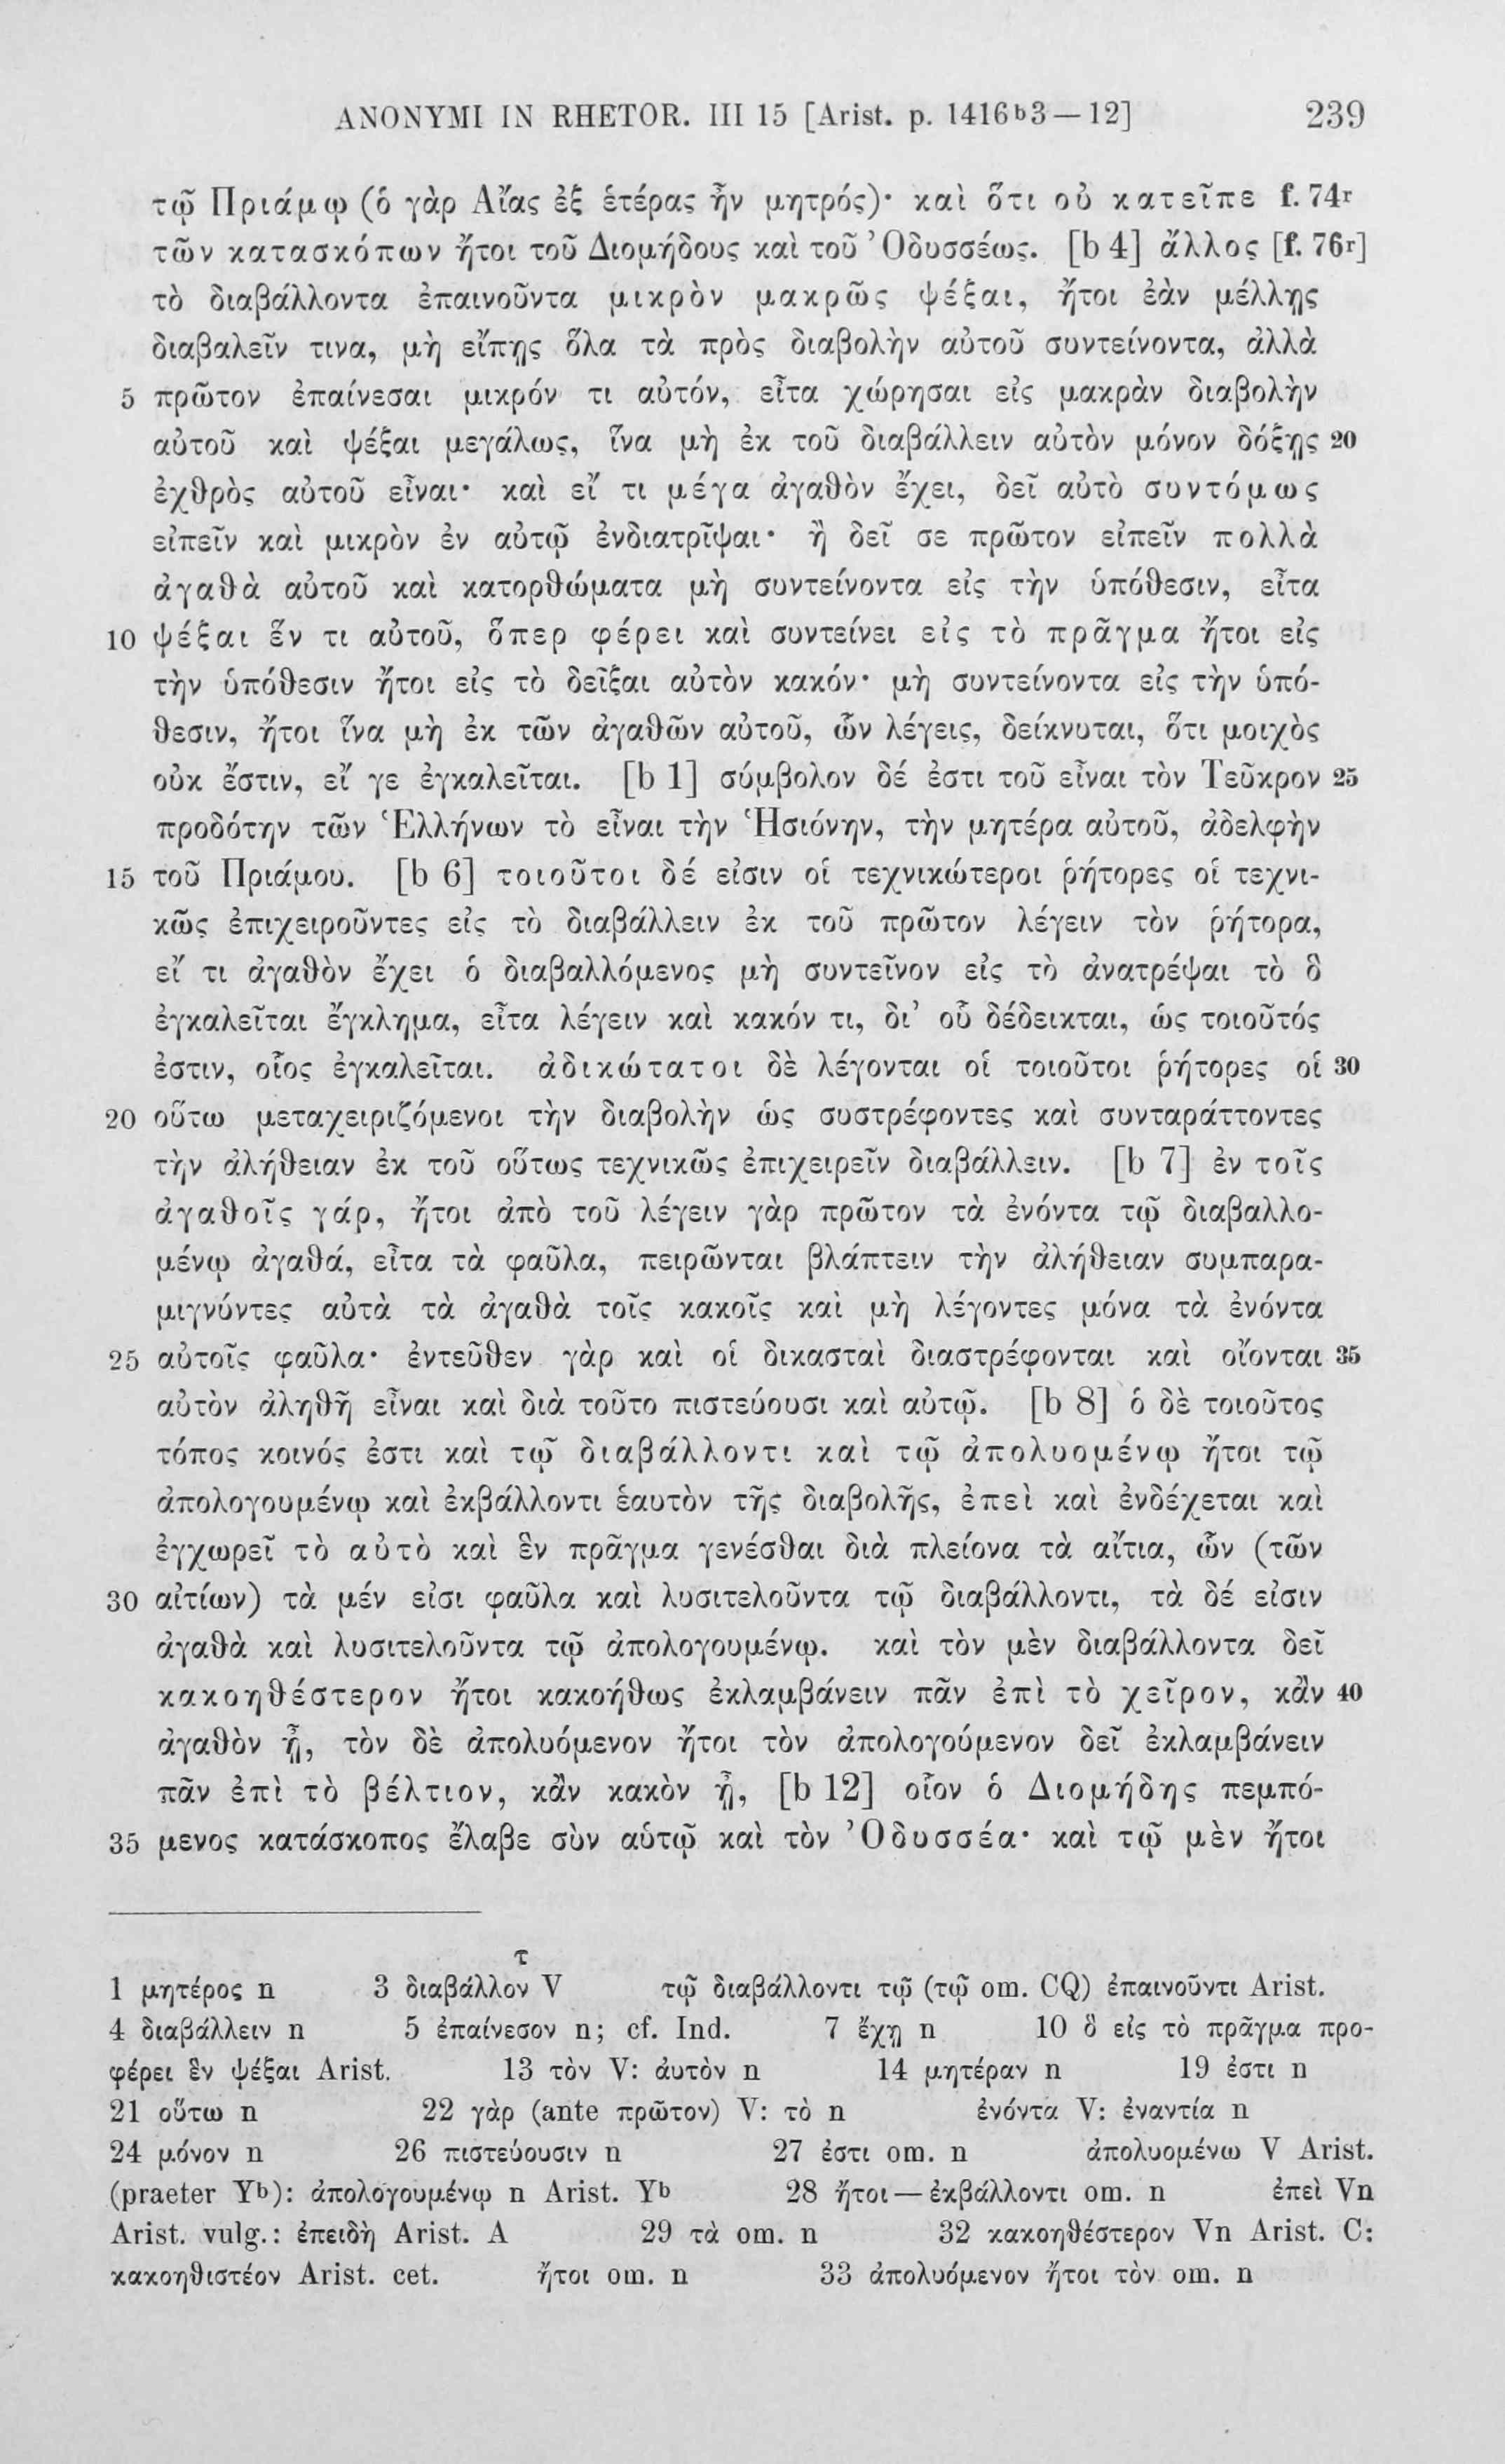 ANONYMI IN RHETOR. III 15 [Arist. p. 1416b3—12] 239
τῷ Πριάμῳ (ὁ γὰρ Αἴας ἐξ ἑτέρας ἦν μητρός)· καὶ ὅτι οὐ κατεῖπε f. 74r
τῶν κατασκόπων ἤτοι τοῦ Διομήδους καὶ τοῦ Ὀδυσσέως. [b 4] ἄλλος [f. 76r]
τὸ διαβάλλοντα ἐπαινοῦντα μικρὸν μακρῶς ψέξαι, ἤτοι ἐὰν μέλλῃς
διαβαλεῖν τινα, μὴ εἴπῃς ὅλα τὰ πρὸς διαβολὴν αὐτοῦ συντείνοντα, ἀλλὰ
5 πρῶτον ἐπαίνεσαι μικρόν τι αὐτόν, εἶτα χώρησαι εἰς μακρὰν διαβολὴν
αὐτοῦ καὶ ψέξαι μεγάλως, ἵνα μὴ ἐκ τοῦ διαβάλλειν αὐτὸν μόνον δόξῃς 20
ἐχθρὸς αὐτοῦ εἶναι· καὶ εἴ τι μέγα ἀγαθὸν ἔχει, δεῖ αὐτὸ συντόμως
εἰπεῖν καὶ μικρὸν ἐν αὐτῷ ἐνδιατρῖψαι· ἢ δεῖ σε πρῶτον εἰπεῖν πολλὰ
ἀγαθὰ αὐτοῦ καὶ κατορθώματα μὴ συντείνοντα εἰς τὴν ὑπόθεσιν, εἶτα
10 ψέξαι ἕν τι αὐτοῦ, ὅπερ φέρει καὶ συντείνει εἰς τὸ πρᾶγμα ἤτοι εἰς
τὴν ὑπόθεσιν ἤτοι εἰς τὸ δεῖξαι αὐτὸν κακόν· μὴ συντείνοντα εἰς τὴν ὑπό-
θεσιν, ἤτοι ἵνα μὴ ἐκ τῶν ἀγαθῶν αὐτοῦ, ὧν λέγεις, δείκνυται, ὅτι μοιχὸς
οὐκ ἔστιν, εἴ γε ἐγκαλεῖται. [b 1] σύμβολον δέ ἐστι τοῦ εἶναι τὸν Τεῦκρον 25
προδότην τῶν Ἑλλήνων τὸ εἶναι τὴν Ἡσιόνην, τὴν μητέρα αὐτοῦ, ἀδελφὴν
15 τοῦ Πριάμου. [b 6] τοιοῦτοι δέ εἰσιν οἱ τεχνικώτεροι ῥήτορες οἱ τεχνι-
κῶς ἐπιχειροῦντες εἰς τὸ διαβάλλειν ἐκ τοῦ πρῶτον λέγειν τὸν ῥήτορα,
εἴ τι ἀγαθὸν ἔχει ὁ διαβαλλόμενος μὴ συντεῖνον εἰς τὸ ἀνατρέψαι τὸ ὃ
ἐγκαλεῖται ἔγκλημα, εἶτα λέγειν καὶ κακόν τι, δι’ οὗ δέδεικται, ὡς τοιοῦτός
ἐστιν, οἷος ἐγκαλεῖται. ἀδικώτατοι δὲ λέγονται οἱ τοιοῦτοι ῥήτορες οἱ 30
20 οὕτω μεταχειριζόμενοι τὴν διαβολὴν ὡς συστρέφοντες καὶ συνταράττοντες
τὴν ἀλήθειαν ἐκ τοῦ οὕτως τεχνικῶς ἐπιχειρεῖν διαβάλλειν. [b 7] ἐν τοῖς
ἀγαθοῖς γάρ, ἤτοι ἀπὸ τοῦ λέγειν γὰρ πρῶτον τὰ ἐνόντα τῷ διαβαλλο-
μένῳ ἀγαθά, εἶτα τὰ φαῦλα, πειρῶνται βλάπτειν τὴν ἀλήθειαν συμπαρα-
μιγνύντες αὐτὰ τὰ ἀγαθὰ τοῖς κακοῖς καὶ μὴ λέγοντες μόνα τὰ ἐνόντα
25 αὐτοῖς φαῦλα· ἐντεῦθεν γὰρ καὶ οἱ δικασταὶ διαστρέφονται καὶ οἴονται 35
αὐτὸν ἀληθῆ εἶναι καὶ διὰ τοῦτο πιστεύουσι καὶ αὐτῷ. [b 8] ὁ δὲ τοιοῦτος
τόπος κοινός ἐστι καὶ τῷ διαβάλλοντι καὶ τῷ ἀπολυομένῳ ἤτοι τῷ
ἀπολογουμένῳ καὶ ἐκβάλλοντι ἑαυτὸν τῆς διαβολῆς, ἐπεὶ καὶ ἐνδέχεται καὶ
ἐγχωρεῖ τὸ αὐτὸ καὶ ἓν πρᾶγμα γενέσθαι διὰ πλείονα τὰ αἴτια, ὧν (τῶν
30 αἰτίων) τὰ μέν εἰσι φαῦλα καὶ λυσιτελοῦντα τῷ διαβάλλοντι, τὰ δέ εἰσιν
ἀγαθὰ καὶ λυσιτελοῦντα τῷ ἀπολογουμένῳ. καὶ τὸν μὲν διαβάλλοντα δεῖ
κακοηθέστερον ἤτοι κακοήθως ἐκλαμβάνειν πᾶν ἐπὶ τὸ χεῖρον, κἂν 40
ἀγαθὸν ᾖ, τὸν δὲ ἀπολυόμενον ἤτοι τὸν ἀπολογούμενον δεῖ ἐκλαμβάνειν
πᾶν ἐπὶ τὸ βέλτιον, κἂν κακὸν ᾖ, [b 12] οἷον ὁ Διομήδης πεμπό-
35 μενος κατάσκοπος ἔλαβε σὺν αὑτῷ καὶ τὸν Ὀδυσσέα· καὶ τῷ μὲν ἤτοι
τ
1 μητέρος n 3 διαβάλλον V τῷ διαβάλλοντι τῷ (τῷ om. CQ) ἐπαινοῦντι Arist.
4 διαβάλλειν n 5 ἐπαίνεσον n; cf. Ind. 7 ἔχῃ n 10 ὃ εἰς τὸ πρᾶγμα προ-
φέρει ἓν ψέξαι Arist. 13 τὸν V: ἀυτὸν n 14 μητέραν n 19 ἐστι n
21 οὕτω n 22 γὰρ (ante πρῶτον) V: τὸ n ἐνόντα V: ἐναντία n
24 μόνον n 26 πιστεύουσιν n 27 ἐστι om. n ἀπολυομένω V Arist.
(praeter Yb): ἀπολογουμένῳ n Arist. Yb 28 ἤτοι—ἐκβάλλοντι om. n ἐπεὶ Vn
Arist. vulg.: ἐπειδὴ Arist. A 29 τὰ om. n 32 κακοηθέστερον Vn Arist. C:
κακοηθιστέον Arist. cet. ἤτοι om. n 33 ἀπολυόμενον ἤτοι τὸν om. n